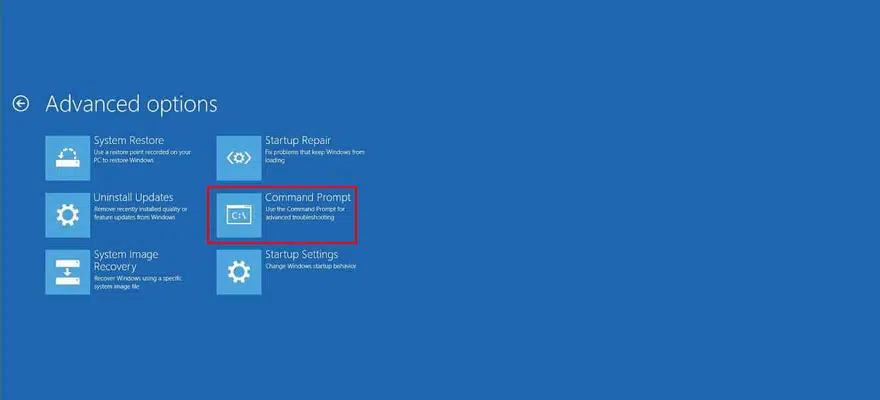 Advanced options
System Restore
Use a restore point recorded on your
PC to restore Windows
Startup Repair
Fix problems that keep Windows from
loading
Uninstall Updates
Remove recently installed quality or
feature updates from Windows
C:\
Command Prompt
Use the Command Prompt for
advanced troubleshooting
System Image
Recovery
Recover Windows using a specific
system image file
Startup Settings
Change Windows startup behavior